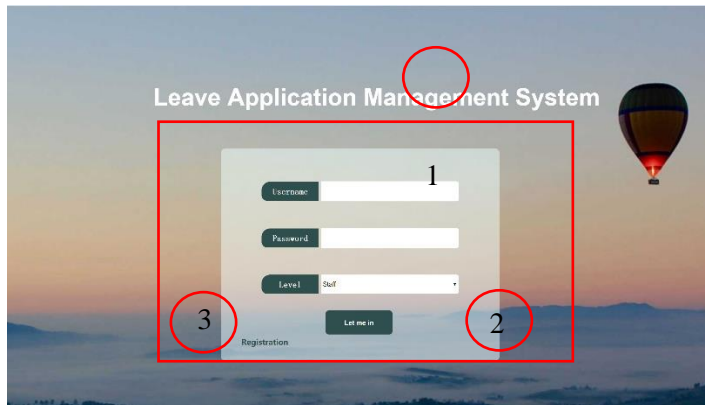 Leave Application Management System
1
Username
Password
Level Staff
3
Let me in
2
Registration